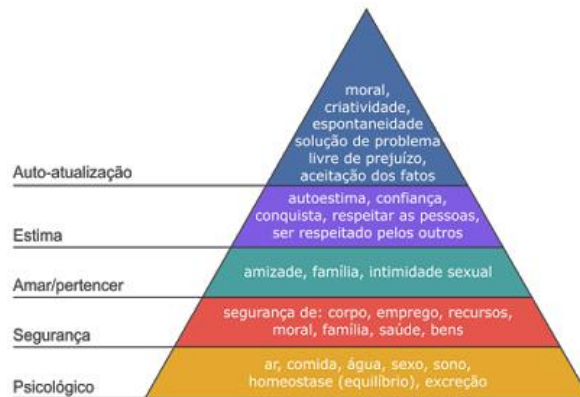 moral,
criatividade,
espontaneidade
solução de problema
livre de prejuízo,
aceitação dos fatos
Auto-atualização
autoestima, confiança,
conquista, respeitar as pessoas,
ser respeitado pelos outros
Estima
amizade, família, intimidade sexual
Amar/pertencer
segurança de: corpo, emprego, recursos,
moral, família, saúde, bens
Segurança
ar, comida, água, sexo, sono,
homeostase (equilíbrio), excreção
Psicológico